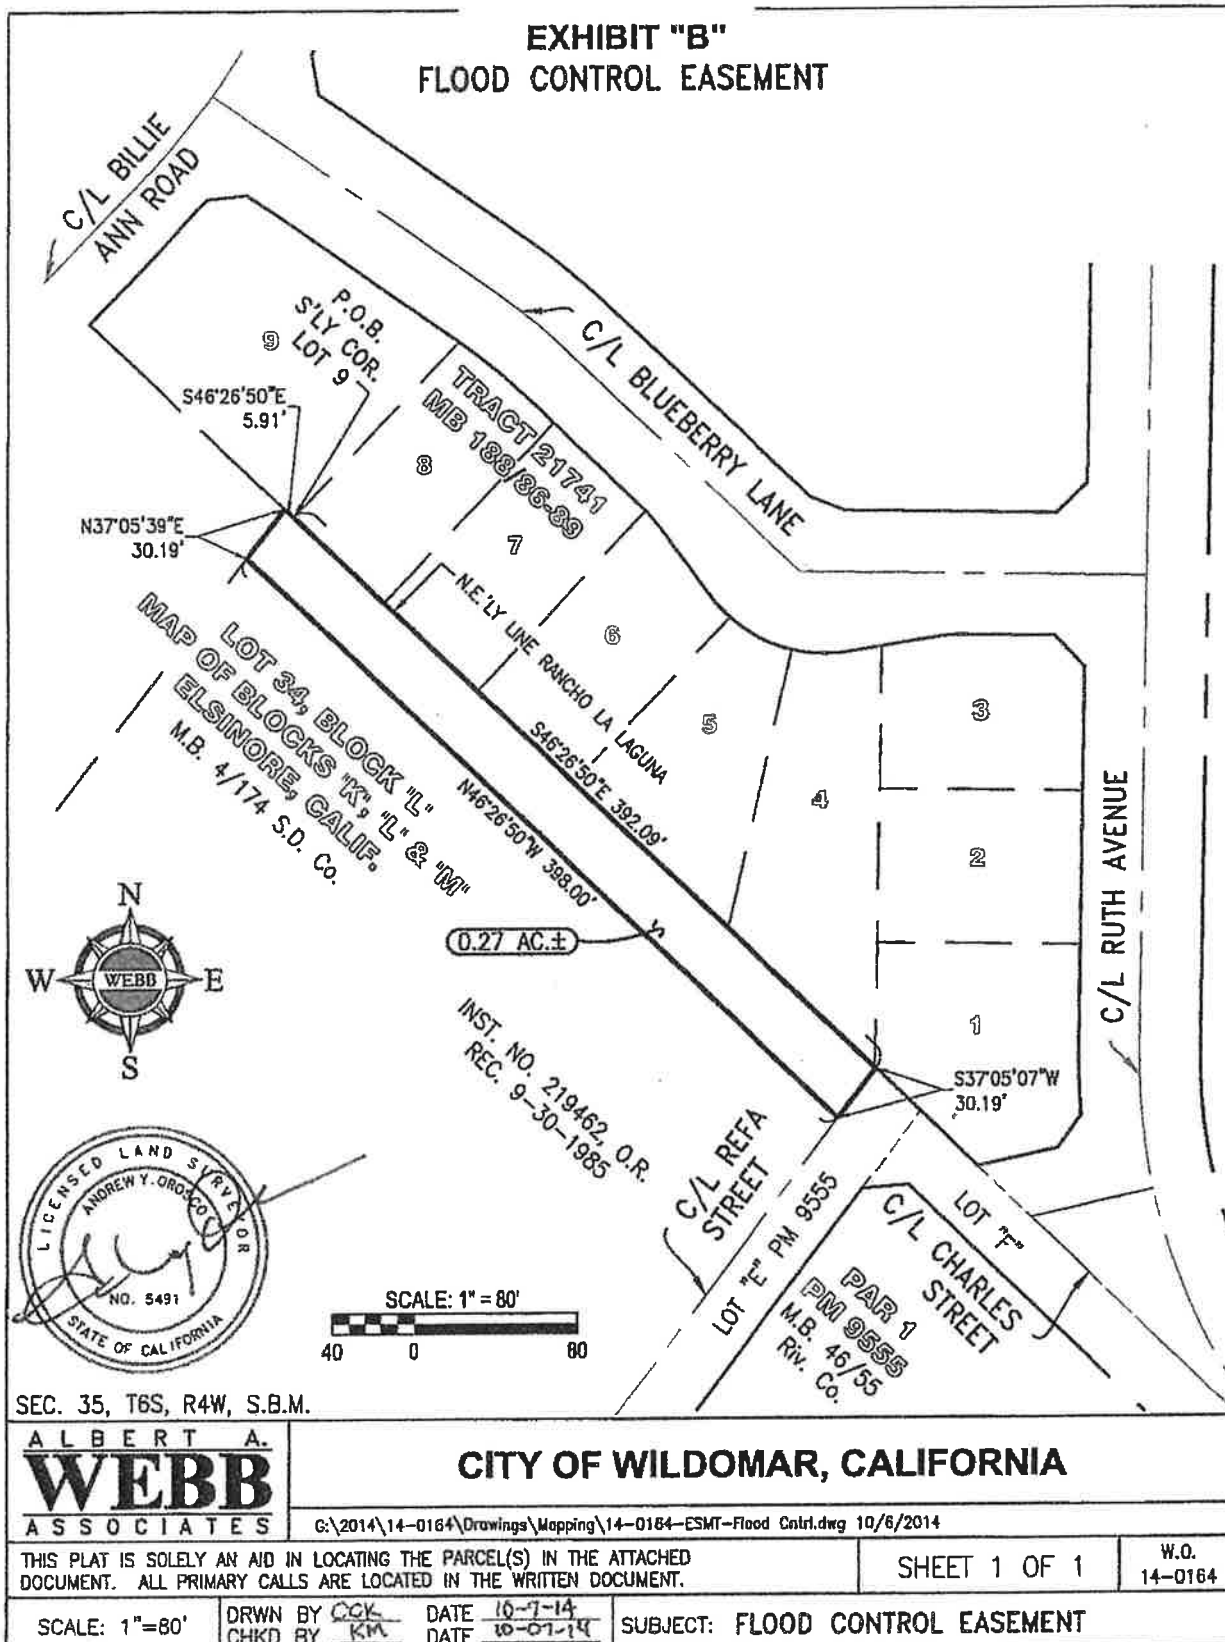 EXHIBIT "B"
FLOOD CONTROL EASEMENT
C/L BILLIE
ANN ROAD
P.O.B.
S'LY COR.
LOT 9
9
S46°26'50"E
5.91'
C/L BLUEBERRY LANE
TRACT 21741
MB 188/86-89
8
7
6
5
4
3
2
1
N37°05'39"E
30.19'
N.E.'LY LINE RANCHO LA LAGUNA
LOT 34, BLOCK "L"
MAP OF BLOCKS "K", "L" & "M"
ELSINORE, CALIF.
M.B. 4/174 S.D. Co.
S46°26'50"E 392.09'
N46°26'50"W 398.00'
C/L RUTH AVENUE
N
W
WEBB
E
S
0.27 AC.±
INST. NO. 219462, O.R.
REC. 9-30-1985
S37°05'07"W
30.19'
C/L REFA
STREET
LOT "E" PM 9555
LOT "F"
C/L CHARLES
STREET
PAR 1
PM 9555
M.B. 46/55
Riv. Co.
LICENSED LAND SURVEYOR
ANDREW Y. OROSCO
NO. 5491
STATE OF CALIFORNIA
SCALE: 1" = 80'
40 0 80
SEC. 35, T6S, R4W, S.B.M.
ALBERT A.
WEBB
ASSOCIATES
CITY OF WILDOMAR, CALIFORNIA
G:\2014\14-0164\Drawings\Mapping\14-0164-ESMT-Flood Cntrl.dwg 10/6/2014
THIS PLAT IS SOLELY AN AID IN LOCATING THE PARCEL(S) IN THE ATTACHED
DOCUMENT. ALL PRIMARY CALLS ARE LOCATED IN THE WRITTEN DOCUMENT.
SHEET 1 OF 1
W.O.
14-0164
SCALE: 1"=80'
DRWN BY CCK DATE 10-7-14
CHKD BY KM DATE 10-07-14
SUBJECT: FLOOD CONTROL EASEMENT